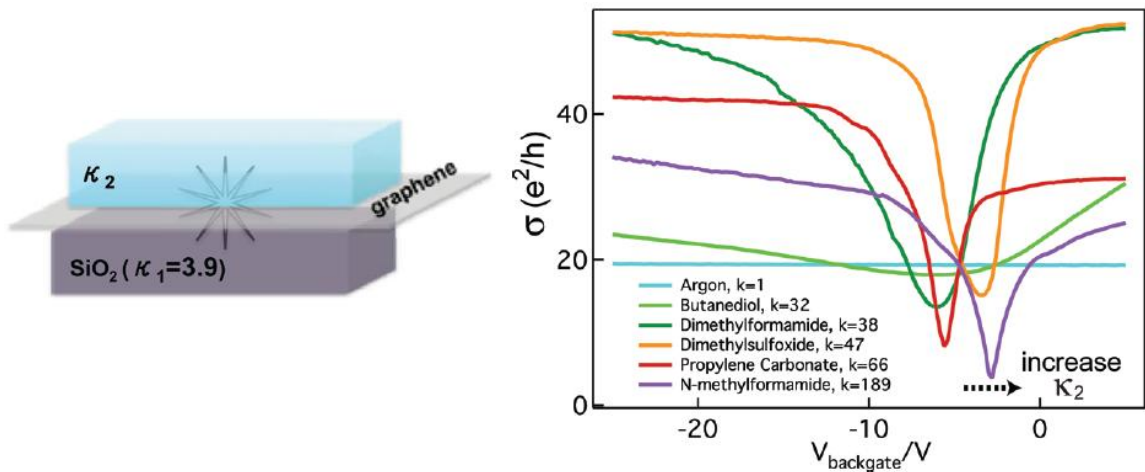 κ₂
graphene
SiO₂ (κ₁=3.9)
σ (e²/h)
40
20
0
Argon, k=1
Butanediol, k=32
Dimethylformamide, k=38
Dimethylsulfoxide, k=47
Propylene Carbonate, k=66
N-methylformamide, k=189
increase
κ₂
-20
-10
0
V_backgate/V